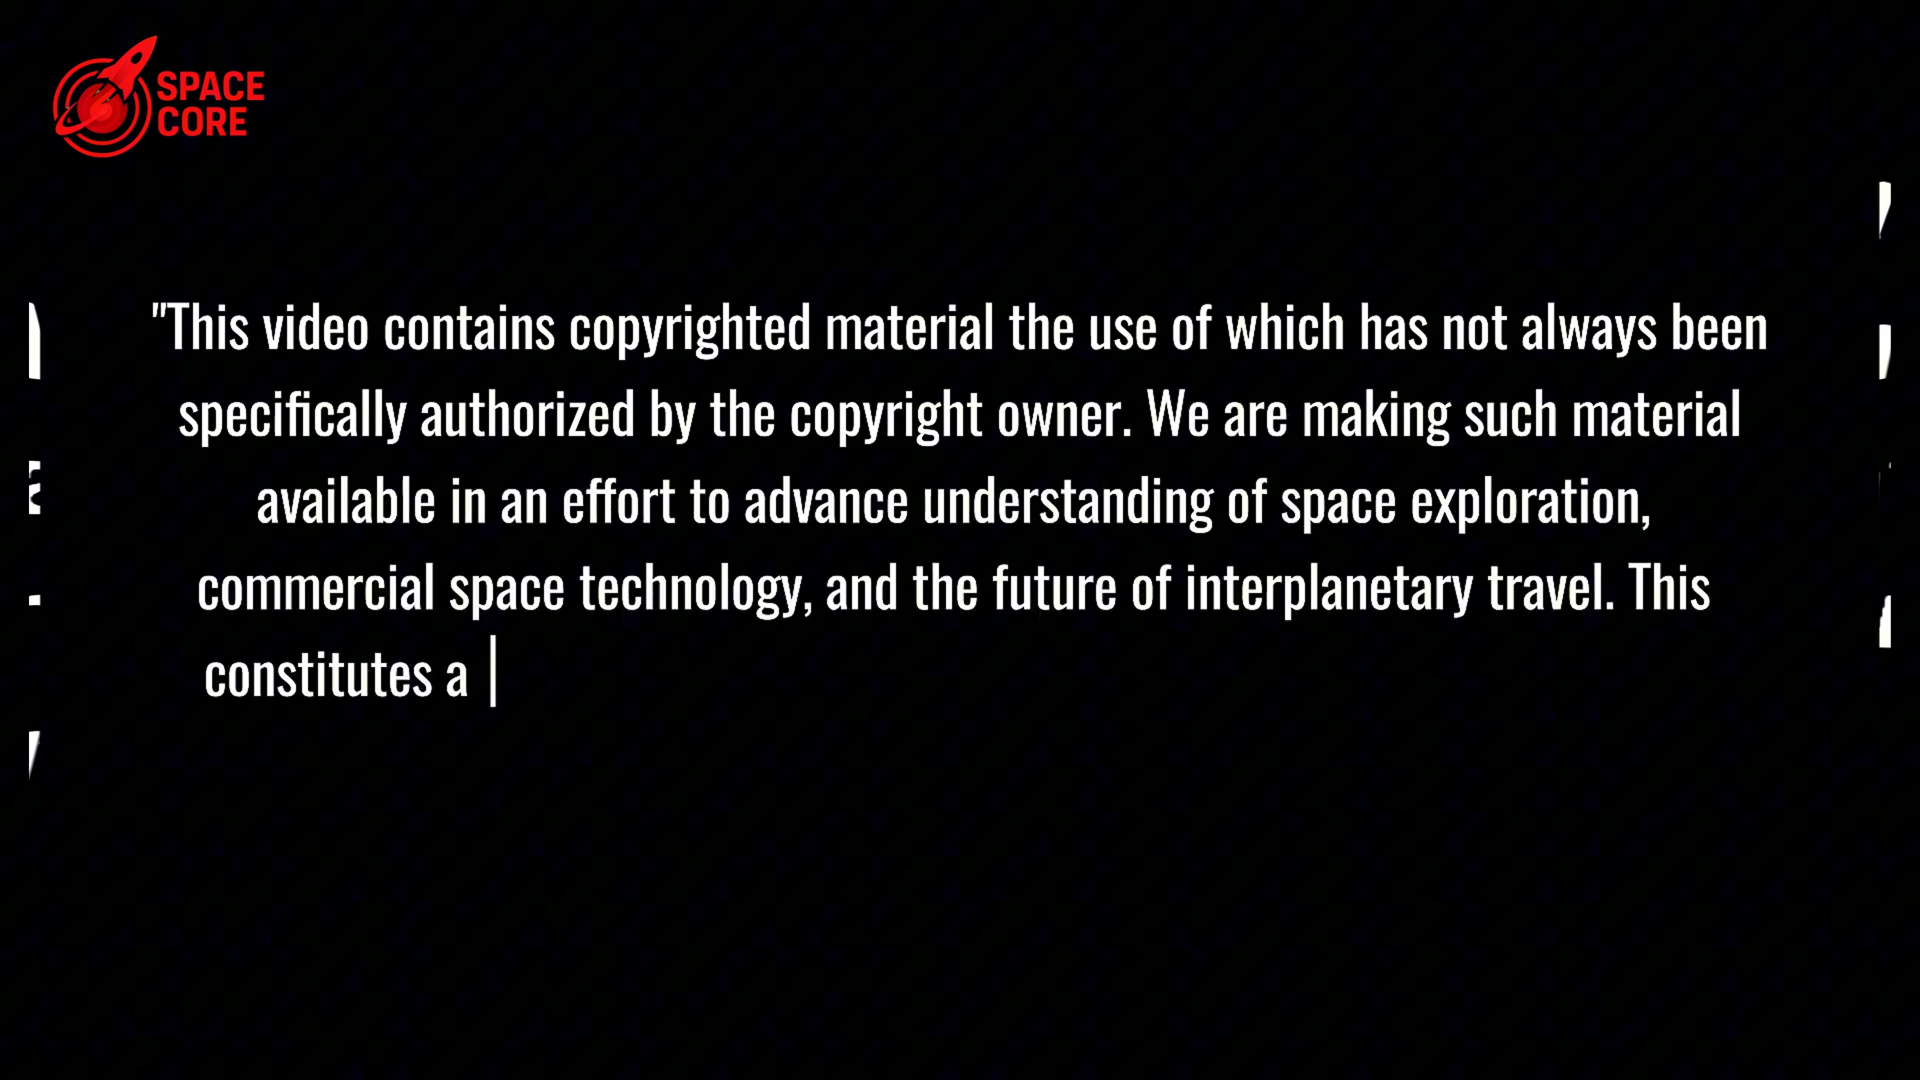 SPACE
CORE
"This video contains copyrighted material the use of which has not always been
specifically authorized by the copyright owner. We are making such material
available in an effort to advance understanding of space exploration,
commercial space technology, and the future of interplanetary travel. This
constitutes a